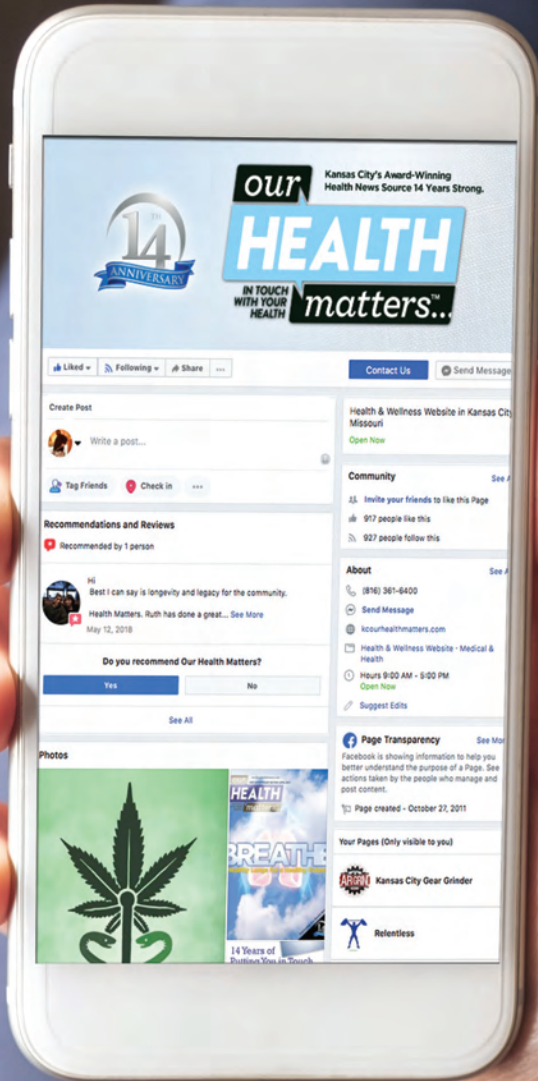 14
TH
ANNIVERSARY
our
HEALTH
IN TOUCH
WITH YOUR
HEALTH
matters...™
Kansas City's Award-Winning
Health News Source 14 Years Strong.
Liked
Following
Share
...
Contact Us
Send Message
Create Post
Write a post...
Tag Friends
Check in
...
Recommendations and Reviews
Recommended by 1 person
Hi
Best I can say is longevity and legacy for the community.
Health Matters. Ruth has done a great... See More
May 12, 2018
Do you recommend Our Health Matters?
Yes
No
See All
Photos
HEALTH
BREATHE
14 Years of
Putting You in Touch
Health & Wellness Website in Kansas City
Missouri
Open Now
Community
See A
Invite your friends to like this Page
917 people like this
927 people follow this
About
See A
(816) 361-6400
Send Message
kcourhealthmatters.com
Health & Wellness Website · Medical &
Health
Hours 9:00 AM - 5:00 PM
Open Now
Suggest Edits
Page Transparency
See Mor
Facebook is showing information to help you
better understand the purpose of a Page. See
actions taken by the people who manage and
post content.
Page created - October 27, 2011
Your Pages (Only visible to you)
Kansas City Gear Grinder
Relentless